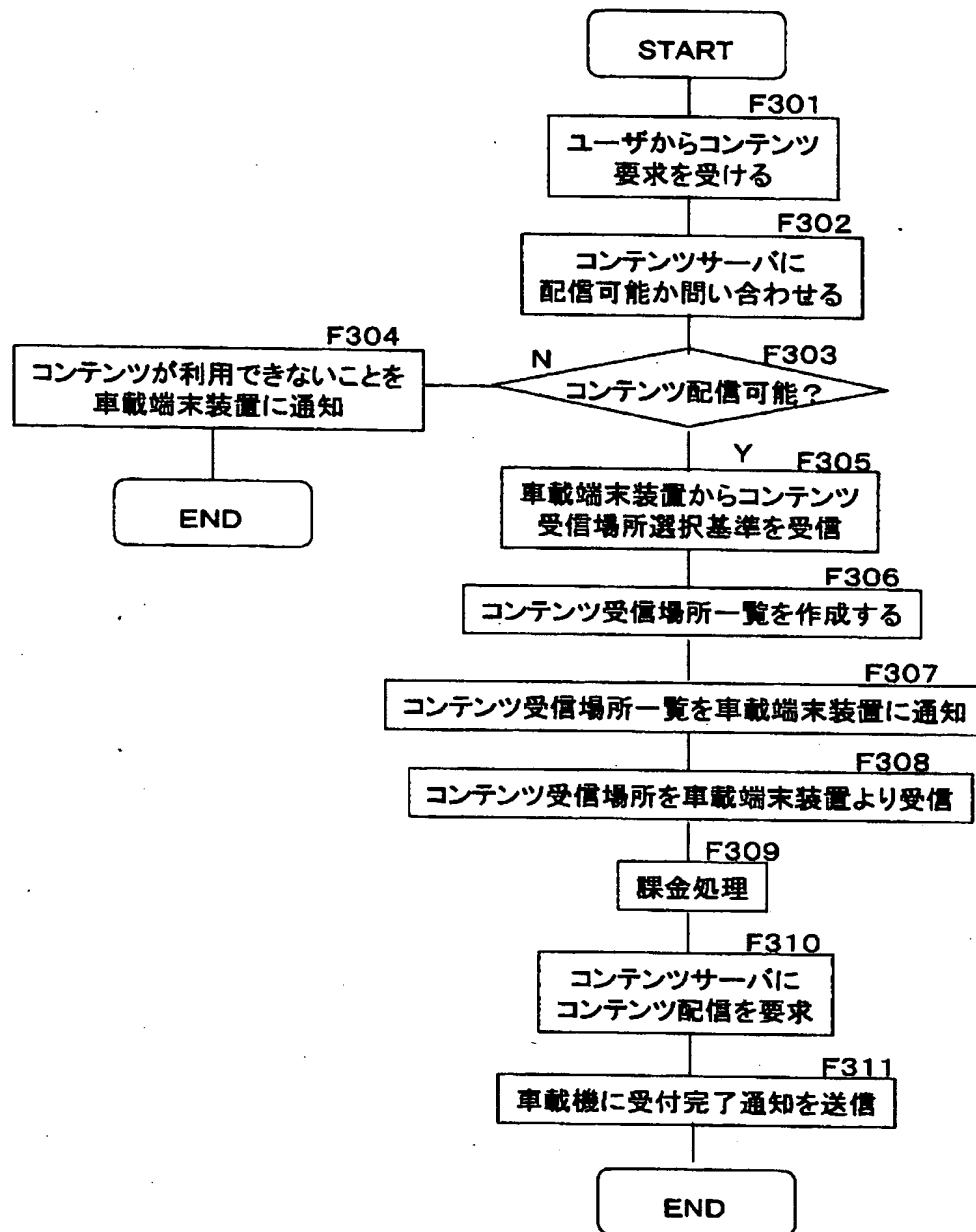 START
F301
ユーザからコンテンツ
要求を受ける
F302
コンテンツサーバに
配信可能か問い合わせる
F303
コンテンツ配信可能?
N
F304
コンテンツが利用できないことを
車載端末装置に通知
END
Y
F305
車載端末装置からコンテンツ
受信場所選択基準を受信
F306
コンテンツ受信場所一覧を作成する
F307
コンテンツ受信場所一覧を車載端末装置に通知
F308
コンテンツ受信場所を車載端末装置より受信
F309
課金処理
F310
コンテンツサーバに
コンテンツ配信を要求
F311
車載機に受付完了通知を送信
END